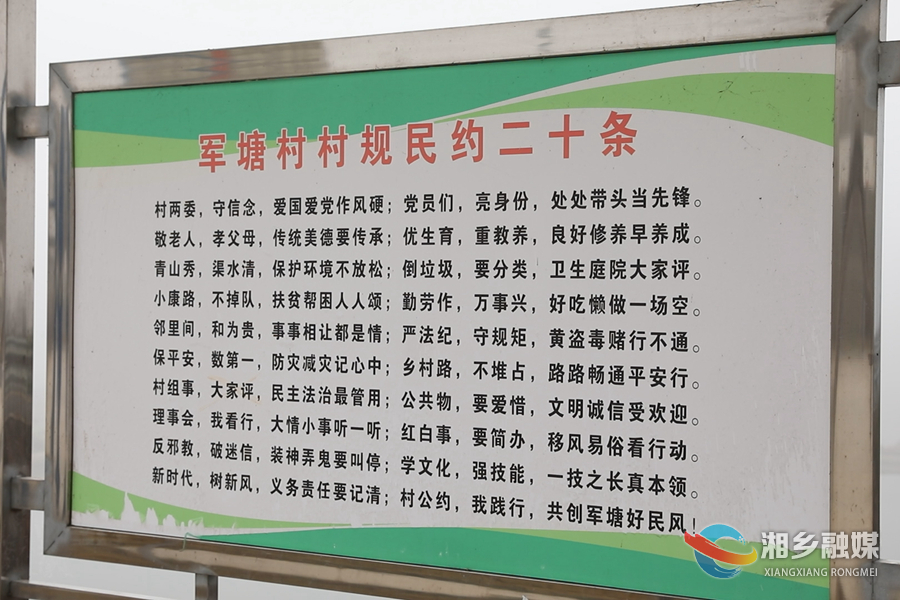 军塘村村规民约二十条
村两委，守信念，爱国爱党作风硬；党员们，亮身份，处处带头当先锋。
敬老人，孝父母，传统美德要传承；优生育，重教养，良好修养早养成。
青山秀，渠水清，保护环境不放松；倒垃圾，要分类，卫生庭院大家评。
小康路，不掉队，扶贫帮困人人颂；勤劳作，万事兴，好吃懒做一场空。
邻里间，和为贵，事事相让都是情；严法纪，守规矩，黄盗毒赌行不通。
保平安，数第一，防灾减灾记心中；乡村路，不堆占，路路畅通平安行。
村组事，大家评，民主法治最管用；公共物，要爱惜，文明诚信受欢迎。
理事会，我看行，大情小事听一听；红白事，要简办，移风易俗看行动。
反邪教，破迷信，装神弄鬼要叫停；学文化，强技能，一技之长真本领。
新时代，树新风，义务责任要记清；村公约，我践行，共创军塘好民风！
湘乡融媒
XIANGXIANG RONGMEI